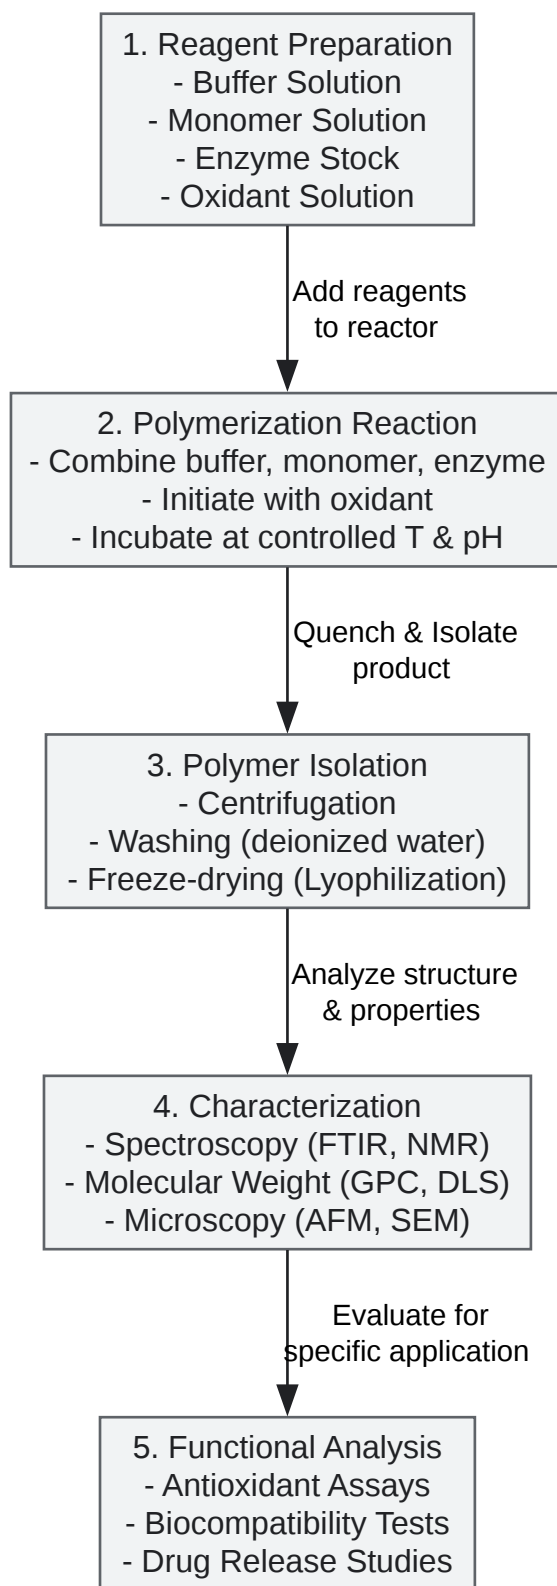 1. Reagent Preparation
- Buffer Solution
- Monomer Solution
- Enzyme Stock
- Oxidant Solution
Add reagents
to reactor
2. Polymerization Reaction
- Combine buffer, monomer, enzyme
- Initiate with oxidant
- Incubate at controlled T & pH
Quench & Isolate
product
3. Polymer Isolation
- Centrifugation
- Washing (deionized water)
- Freeze-drying (Lyophilization)
Analyze structure
& properties
4. Characterization
- Spectroscopy (FTIR, NMR)
- Molecular Weight (GPC, DLS)
- Microscopy (AFM, SEM)
Evaluate for
specific application
5. Functional Analysis
- Antioxidant Assays
- Biocompatibility Tests
- Drug Release Studies